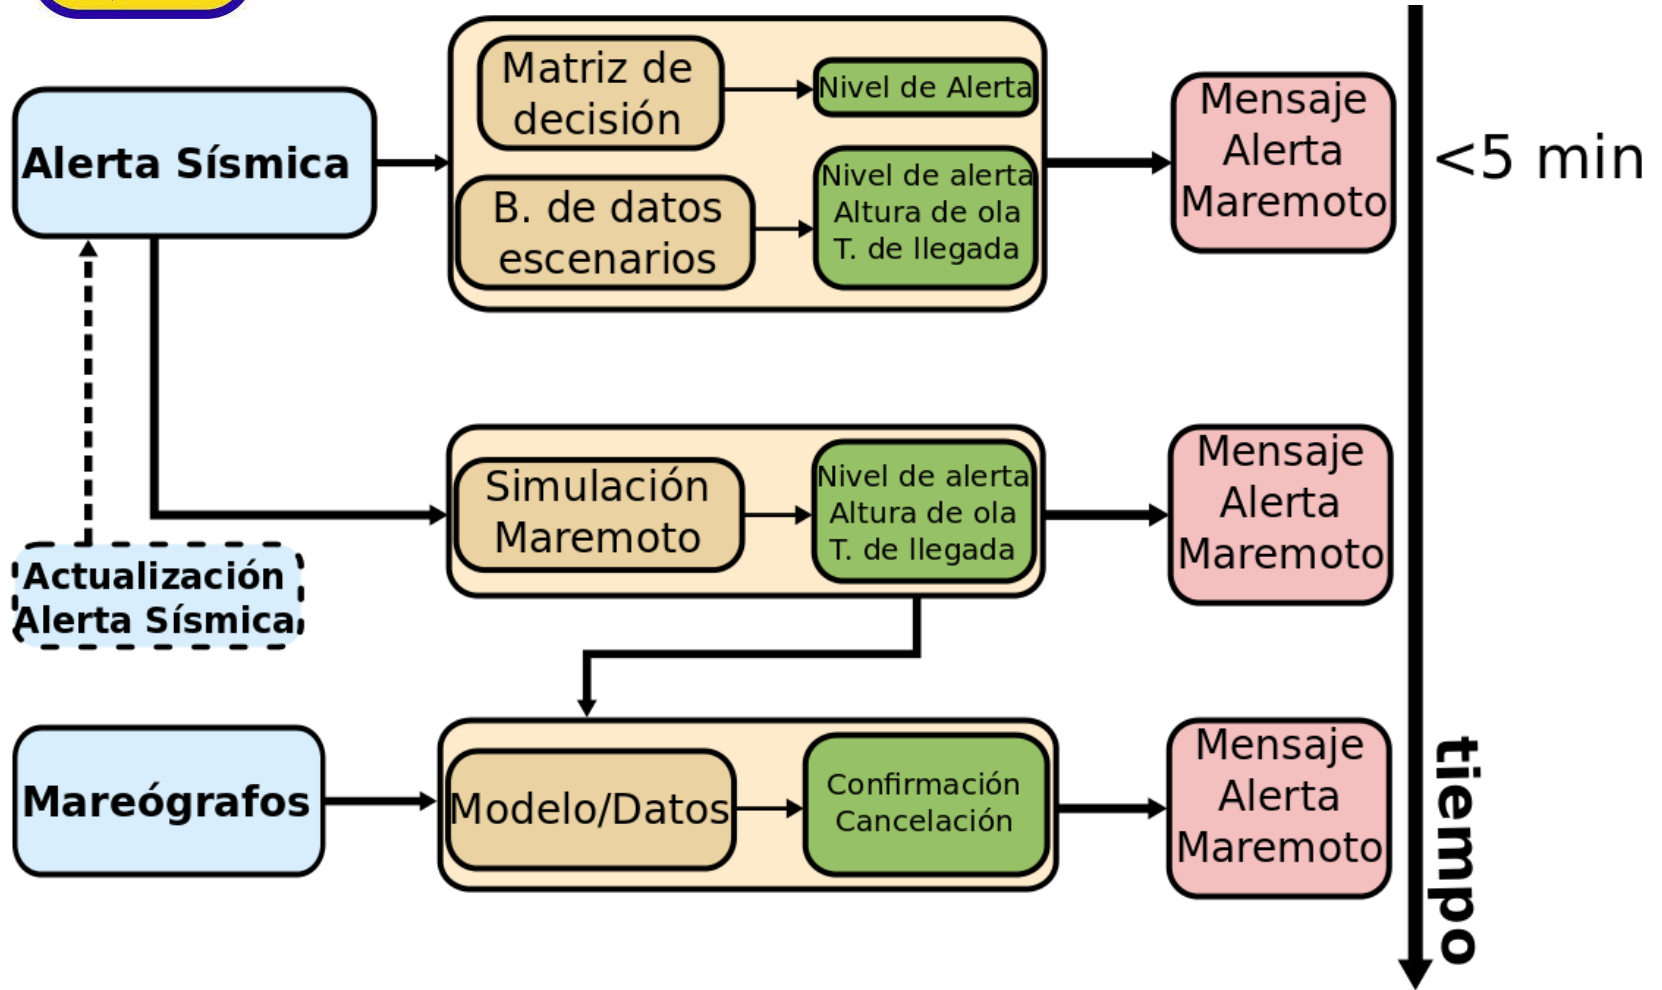 Alerta Sísmica
Matriz de
decisión
Nivel de Alerta
B. de datos
escenarios
Nivel de alerta
Altura de ola
T. de llegada
Mensaje
Alerta
Maremoto
<5 min
Actualización
Alerta Sísmica
Simulación
Maremoto
Nivel de alerta
Altura de ola
T. de llegada
Mensaje
Alerta
Maremoto
Mareógrafos
Modelo/Datos
Confirmación
Cancelación
Mensaje
Alerta
Maremoto
tiempo